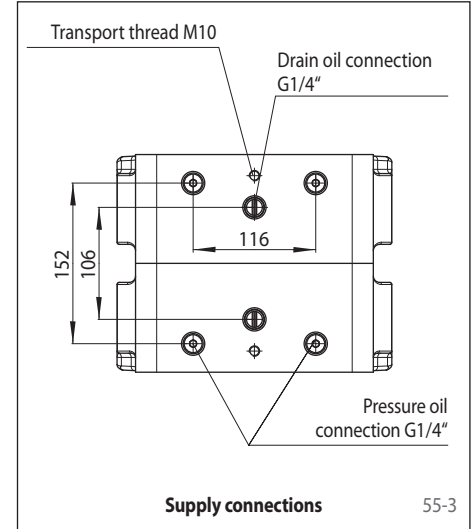 Transport thread M10
Drain oil connection
G1/4“
116
152
106
Pressure oil
connection G1/4“
Supply connections 55-3